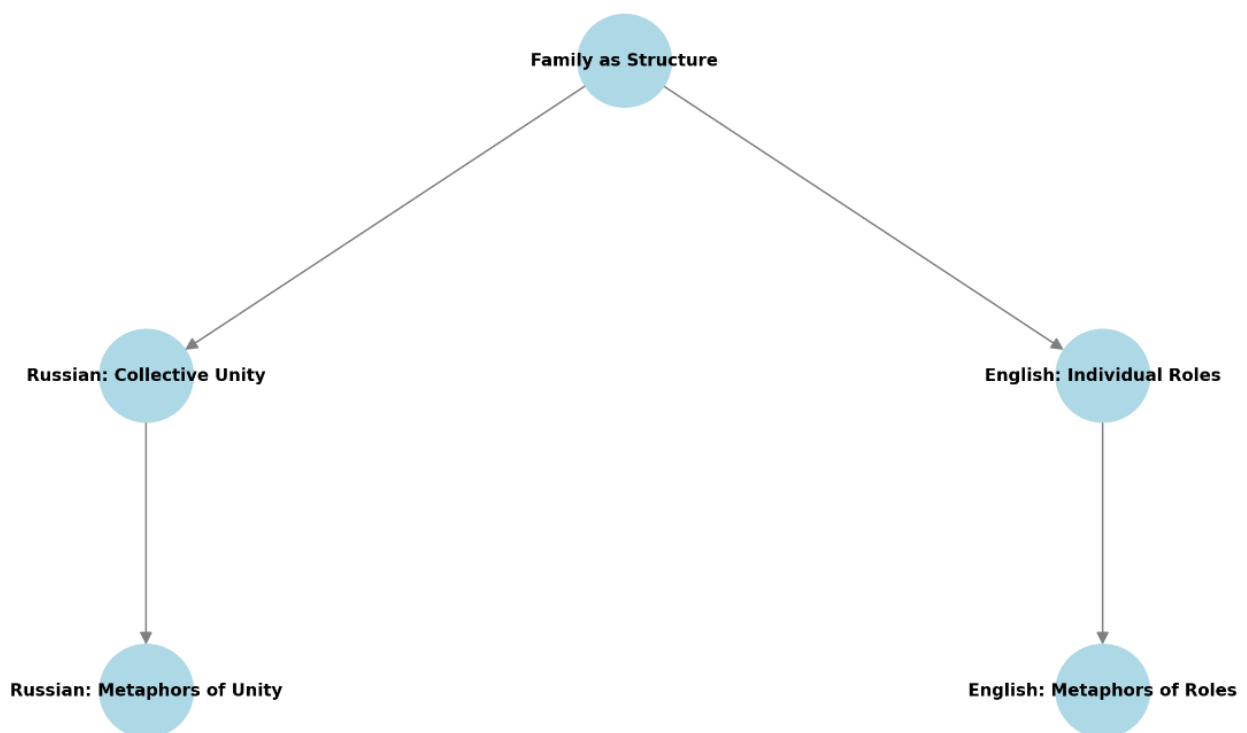 Family as Structure
Russian: Collective Unity
English: Individual Roles
Russian: Metaphors of Unity
English: Metaphors of Roles